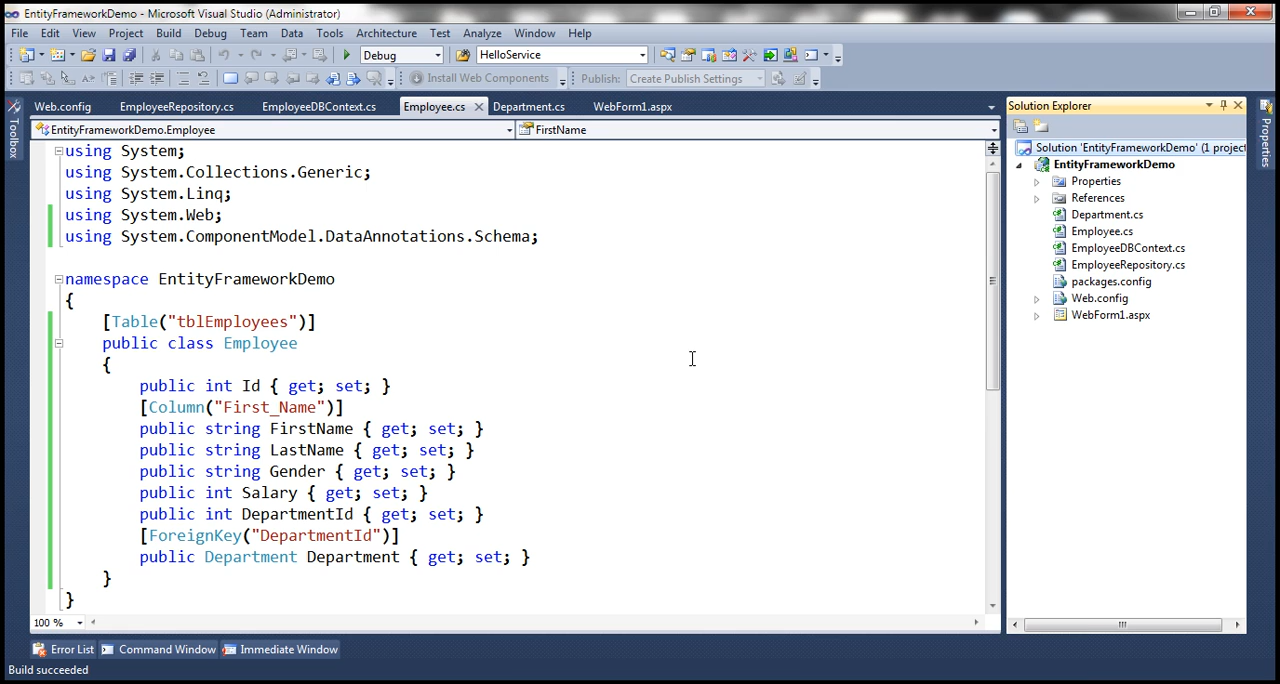 EntityFrameworkDemo - Microsoft Visual Studio (Administrator)
File Edit View Project Build Debug Team Data Tools Architecture Test Analyze Window Help
Debug HelloService
Install Web Components Publish: Create Publish Settings
Web.config EmployeeRepository.cs EmployeeDBContext.cs Employee.cs Department.cs WebForm1.aspx
EntityFrameworkDemo.Employee FirstName
using System;
using System.Collections.Generic;
using System.Linq;
using System.Web;
using System.ComponentModel.DataAnnotations.Schema;
namespace EntityFrameworkDemo
{
[Table("tblEmployees")]
public class Employee
{
public int Id { get; set; }
[Column("First_Name")]
public string FirstName { get; set; }
public string LastName { get; set; }
public string Gender { get; set; }
public int Salary { get; set; }
public int DepartmentId { get; set; }
[ForeignKey("DepartmentId")]
public Department Department { get; set; }
}
}
100 %
Toolbox
Solution Explorer
Solution 'EntityFrameworkDemo' (1 project
EntityFrameworkDemo
Properties
References
Department.cs
Employee.cs
EmployeeDBContext.cs
EmployeeRepository.cs
packages.config
Web.config
WebForm1.aspx
Properties
Error List Command Window Immediate Window
Build succeeded